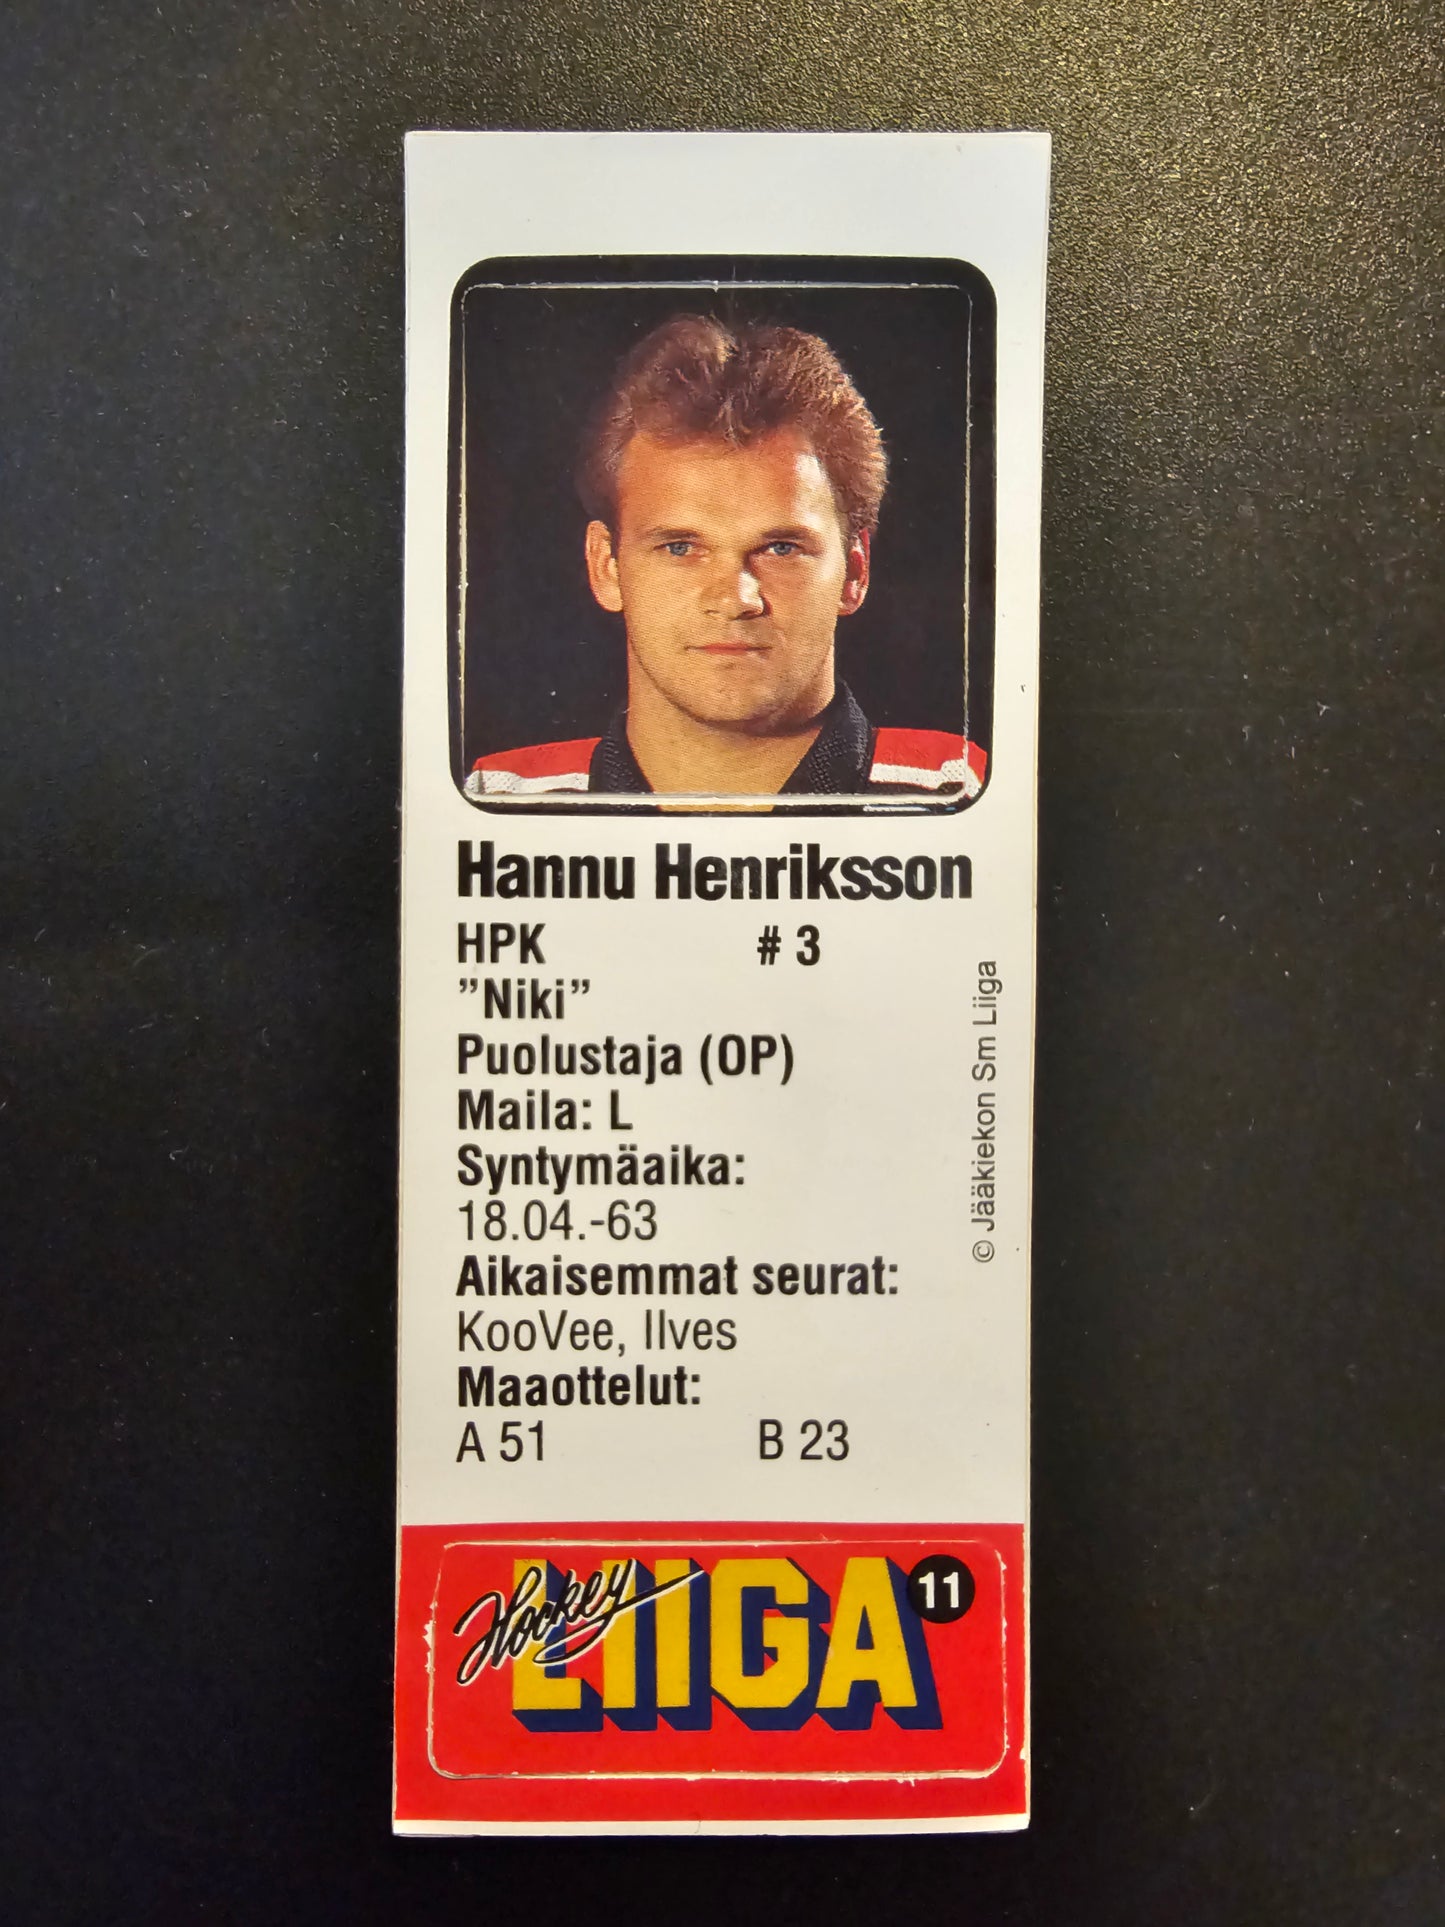 Hannu Henriksson
HPK # 3
”Niki”
Puolustaja (OP)
Maila: L
Syntymäaika:
18.04.-63
Aikaisemmat seurat:
KooVee, Ilves
Maaottelut:
A 51 B 23
© Jääkiekon Sm Liiga
Hockey LIIGA 11